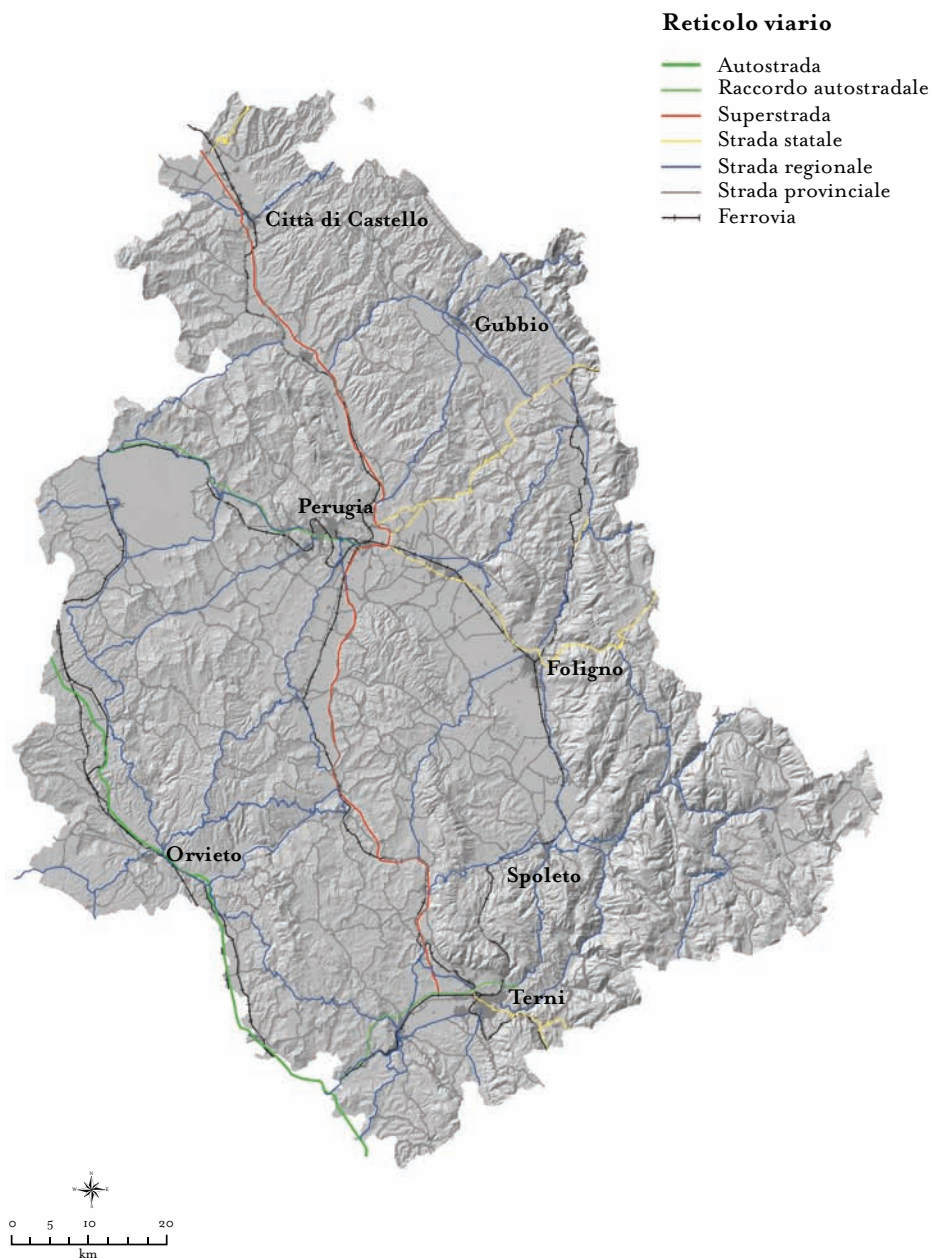 Reticolo viario
Autostrada
Raccordo autostradale
Superstrada
Strada statale
Strada regionale
Strada provinciale
Ferrovia
Città di Castello
Gubbio
Perugia
Foligno
Orvieto
Spoleto
Terni
N
W E
S
0 5 10 20
km